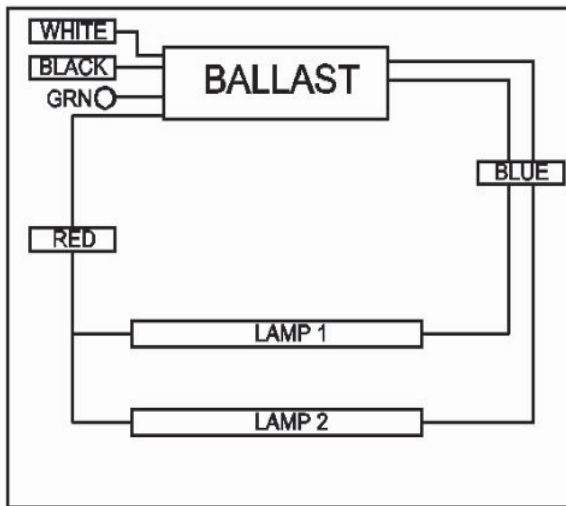 WHITE
BLACK
BALLAST
GRN
BLUE
RED
LAMP 1
LAMP 2